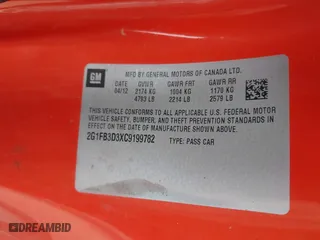 GM
MFD BY GENERAL MOTORS OF CANADA LTD.
DATE GVWR GAWR FRT GAWR RR
04/12 2174 KG 1004 KG 1170 KG
4793 LB 2214 LB 2579 LB
THIS VEHICLE CONFORMS TO ALL APPLICABLE U.S. FEDERAL MOTOR
VEHICLE SAFETY, BUMPER, AND THEFT PREVENTION STANDARDS IN
EFFECT ON THE DATE OF MANUFACTURE SHOWN ABOVE.
2G1FB3D3XC9199782
TYPE: PASS CAR
DREAMBID